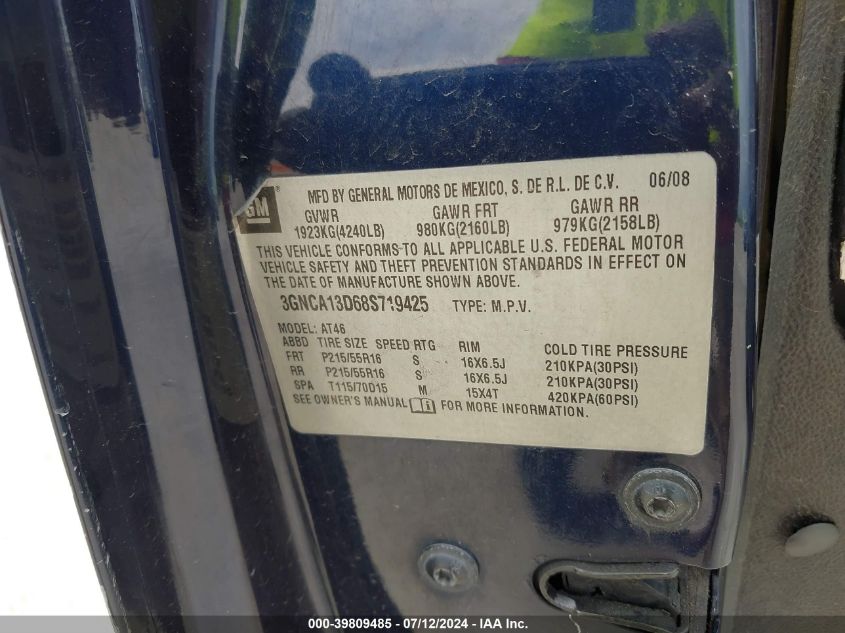 GM
MFD BY GENERAL MOTORS DE MEXICO, S. DE R.L. DE C.V. 06/08
GVWR GAWR FRT GAWR RR
1923KG(4240LB) 980KG(2160LB) 979KG(2158LB)
THIS VEHICLE CONFORMS TO ALL APPLICABLE U.S. FEDERAL MOTOR
VEHICLE SAFETY AND THEFT PREVENTION STANDARDS IN EFFECT ON
THE DATE OF MANUFACTURE SHOWN ABOVE.
3GNCA13D68S719425 TYPE: M.P.V.
MODEL: AT46
ABBD TIRE SIZE SPEED RTG RIM COLD TIRE PRESSURE
FRT P215/55R16 S 16X6.5J 210KPA(30PSI)
RR P215/55R16 S 16X6.5J 210KPA(30PSI)
SPA T115/70D15 M 15X4T 420KPA(60PSI)
SEE OWNER'S MANUAL FOR MORE INFORMATION.
000-39809485 - 07/12/2024 - IAA Inc.